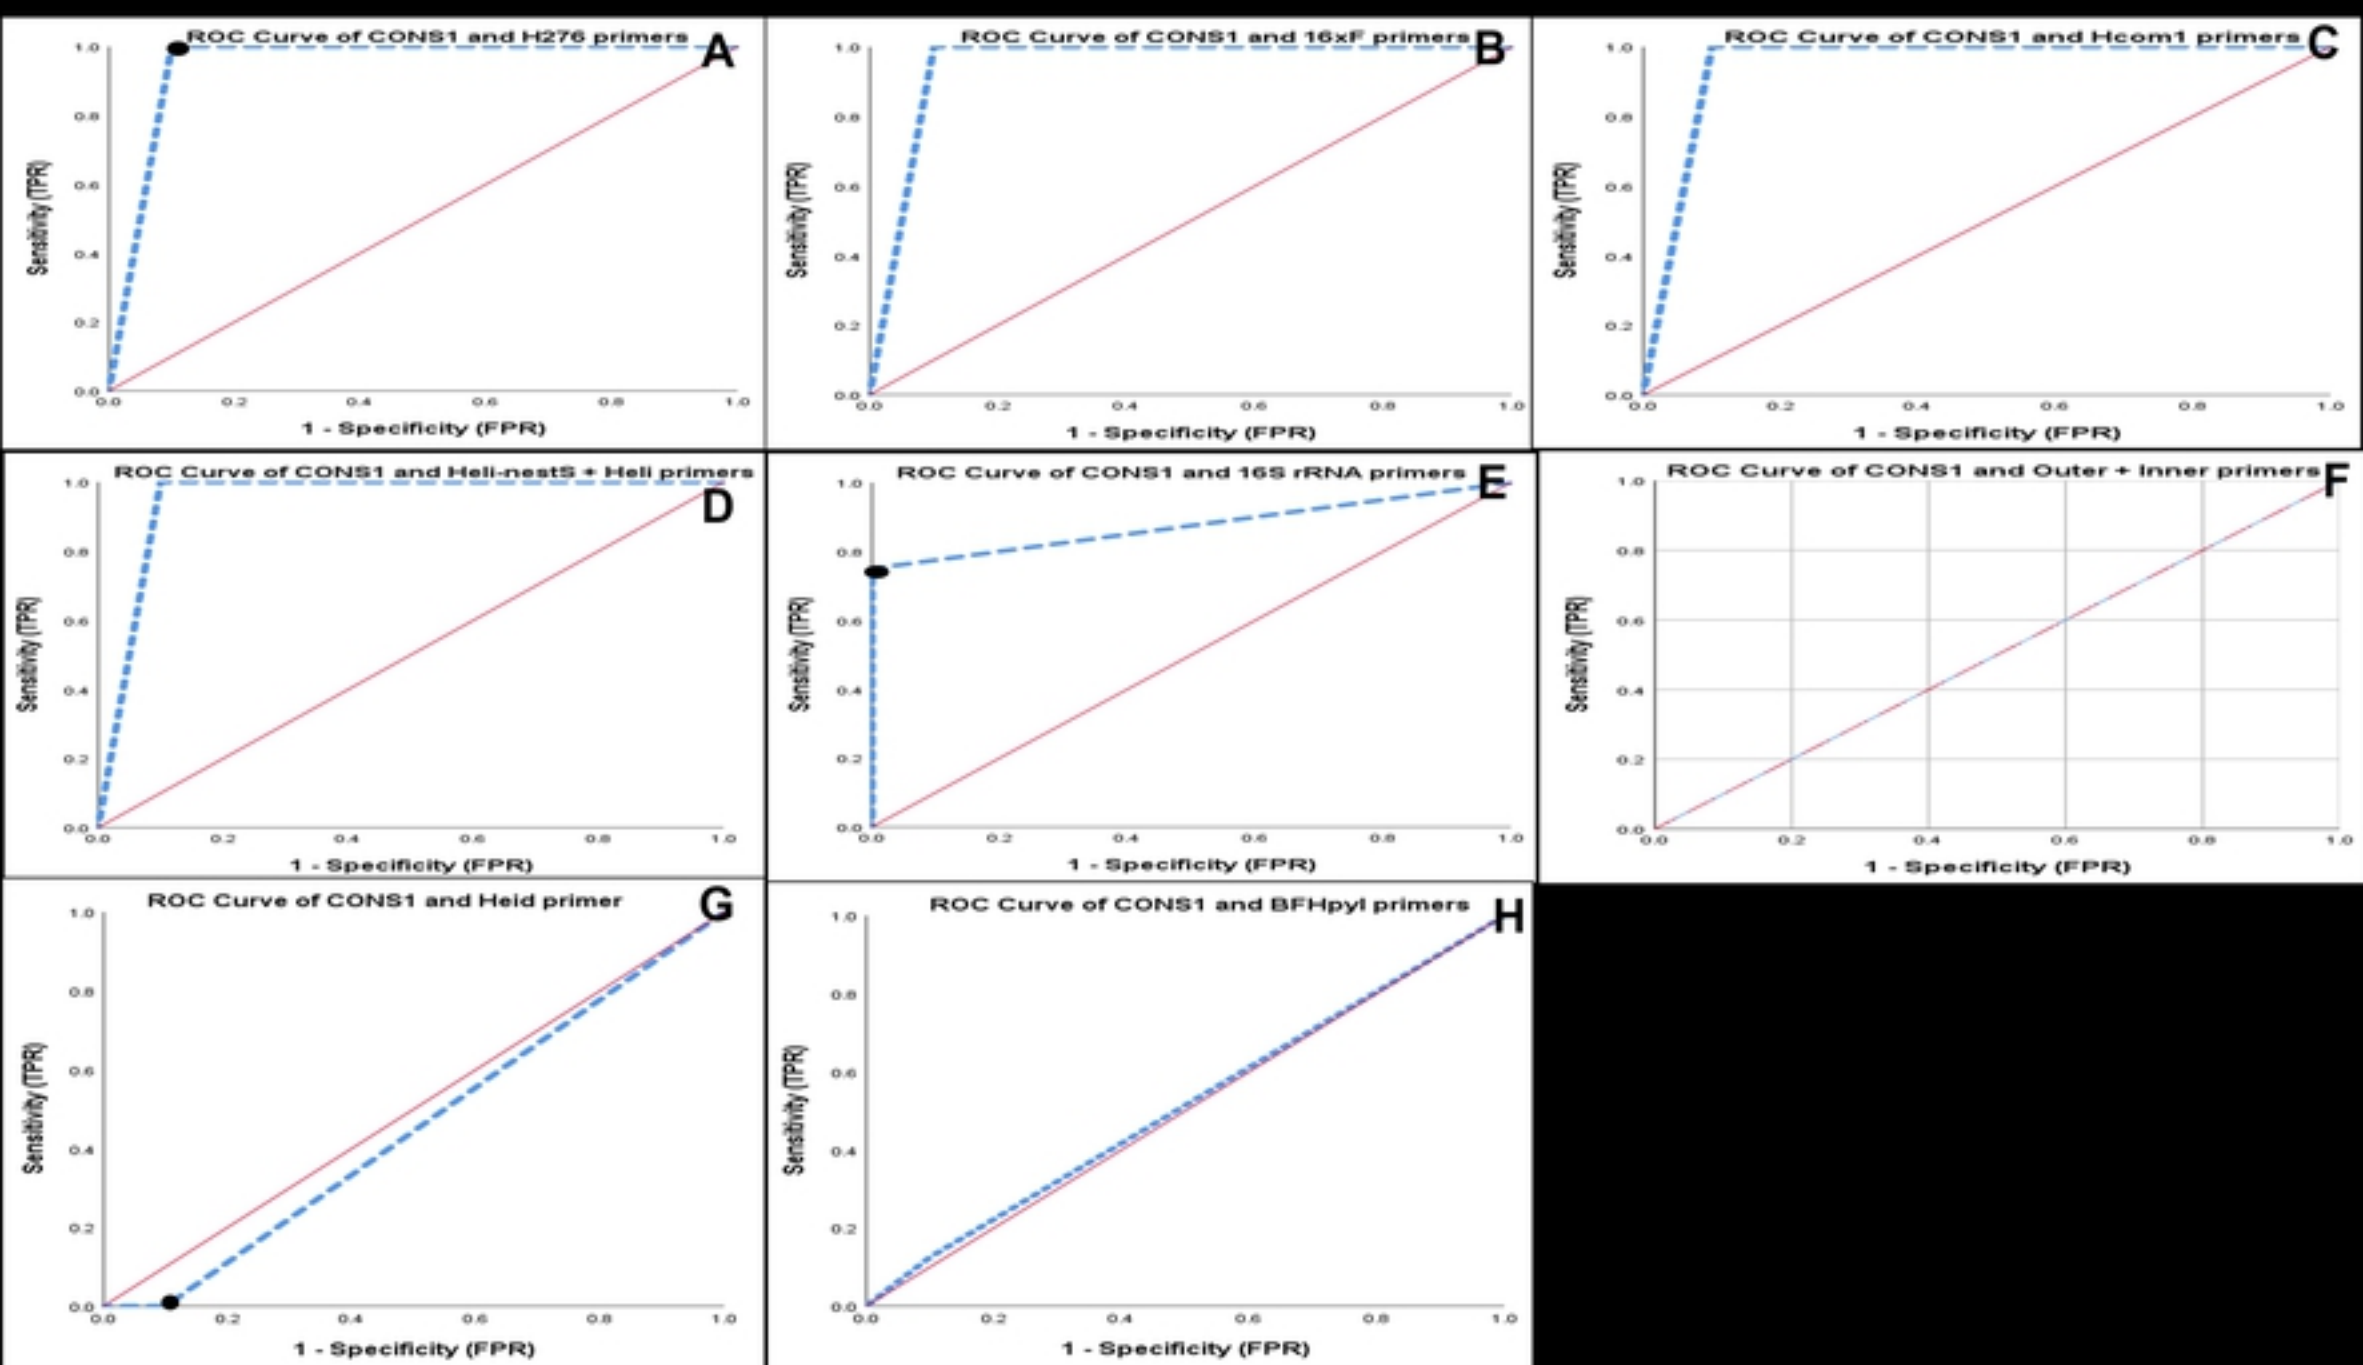 ROC Curve of CONS1 and H276 primers
A
1.0
0.8
0.6
0.4
0.2
0.0
Sensitivity (TPR)
0.0 0.2 0.4 0.6 0.8 1.0
1 - Specificity (FPR)
ROC Curve of CONS1 and 16xF primers
B
1.0
0.8
0.6
0.4
0.2
0.0
Sensitivity (TPR)
0.0 0.2 0.4 0.6 0.8 1.0
1 - Specificity (FPR)
ROC Curve of CONS1 and Hcom1 primers
C
1.0
0.8
0.6
0.4
0.2
0.0
Sensitivity (TPR)
0.0 0.2 0.4 0.6 0.8 1.0
1 - Specificity (FPR)
ROC Curve of CONS1 and Heli-nestS + Heli primers
D
1.0
0.8
0.6
0.4
0.2
0.0
Sensitivity (TPR)
0.0 0.2 0.4 0.6 0.8 1.0
1 - Specificity (FPR)
ROC Curve of CONS1 and 16S rRNA primers
E
1.0
0.8
0.6
0.4
0.2
0.0
Sensitivity (TPR)
0.0 0.2 0.4 0.6 0.8 1.0
1 - Specificity (FPR)
ROC Curve of CONS1 and Outer + Inner primers
F
1.0
0.8
0.6
0.4
0.2
0.0
Sensitivity (TPR)
0.0 0.2 0.4 0.6 0.8 1.0
1 - Specificity (FPR)
ROC Curve of CONS1 and Heid primer
G
1.0
0.8
0.6
0.4
0.2
0.0
Sensitivity (TPR)
0.0 0.2 0.4 0.6 0.8 1.0
1 - Specificity (FPR)
ROC Curve of CONS1 and BFHpyl primers
H
1.0
0.8
0.6
0.4
0.2
0.0
Sensitivity (TPR)
0.0 0.2 0.4 0.6 0.8 1.0
1 - Specificity (FPR)